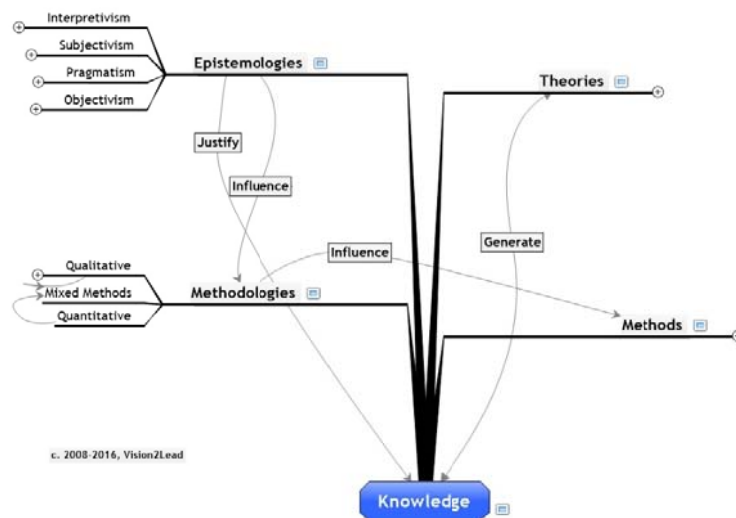 Interpretivism
Subjectivism
Pragmatism
Objectivism
Epistemologies
Theories
Justify
Influence
Generate
Influence
Qualitative
Mixed Methods
Quantitative
Methodologies
Methods
c. 2008-2016, Vision2Lead
Knowledge